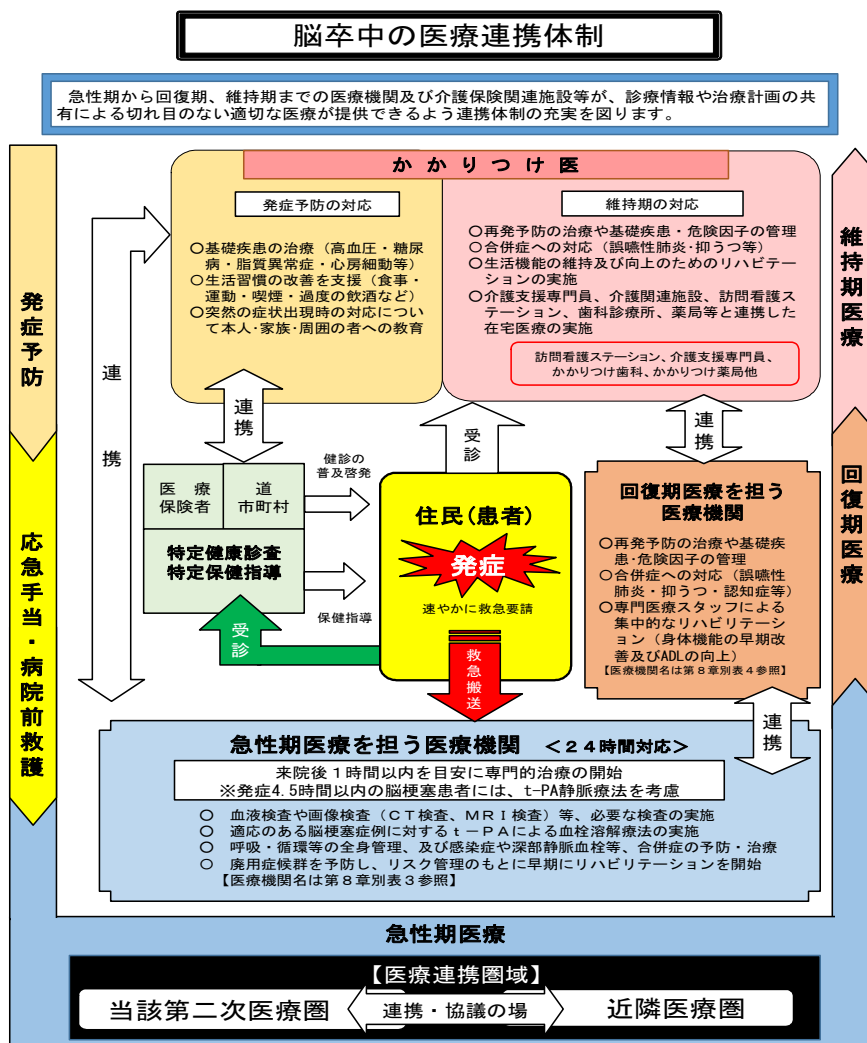 脳卒中の医療連携体制
急性期から回復期、維持期までの医療機関及び介護保険関連施設等が、診療情報や治療計画の共
有による切れ目のない適切な医療が提供できるよう連携体制の充実を図ります。
かかりつけ医
発症予防の対応
〇基礎疾患の治療（高血圧・糖尿
病・脂質異常症・心房細動等）
〇生活習慣の改善を支援（食事・
運動・喫煙・過度の飲酒など）
〇突然の症状出現時の対応につい
て本人・家族・周囲の者への教育
維持期の対応
〇再発予防の治療や基礎疾患・危険因子の管理
〇合併症への対応（誤嚥性肺炎・抑うつ等）
〇生活機能の維持及び向上のためのリハビテー
ションの実施
〇介護支援専門員、介護関連施設、訪問看護ス
テーション、歯科診療所、薬局等と連携した
在宅医療の実施
訪問看護ステーション、介護支援専門員、
かかりつけ歯科、かかりつけ薬局他
発症予防
応急手当・病院前救護
維持期医療
回復期医療
連携
連携
受診
連携
医療
保険者
道
市町村
特定健康診査
特定保健指導
健診の
普及啓発
保健指導
受診
住民(患者)
発症
速やかに救急要請
救急搬送
回復期医療を担う
医療機関
〇再発予防の治療や基礎疾
患・危険因子の管理
〇合併症への対応（誤嚥性
肺炎・抑うつ・認知症等）
〇専門医療スタッフによる
集中的なリハビリテーシ
ョン（身体機能の早期改
善及びADLの向上）
【医療機関名は第８章別表４参照】
連携
急性期医療を担う医療機関 ＜２４時間対応＞
来院後１時間以内を目安に専門的治療の開始
※発症4.5時間以内の脳梗塞患者には、t-PA静脈療法を考慮
〇 血液検査や画像検査（ＣＴ検査、ＭＲＩ検査）等、必要な検査の実施
〇 適応のある脳梗塞症例に対するｔ－ＰＡによる血栓溶解療法の実施
〇 呼吸・循環等の全身管理、及び感染症や深部静脈血栓等、合併症の予防・治療
〇 廃用症候群を予防し、リスク管理のもとに早期にリハビリテーションを開始
【医療機関名は第８章別表３参照】
急性期医療
【医療連携圏域】
当該第二次医療圏
連携・協議の場
近隣医療圏